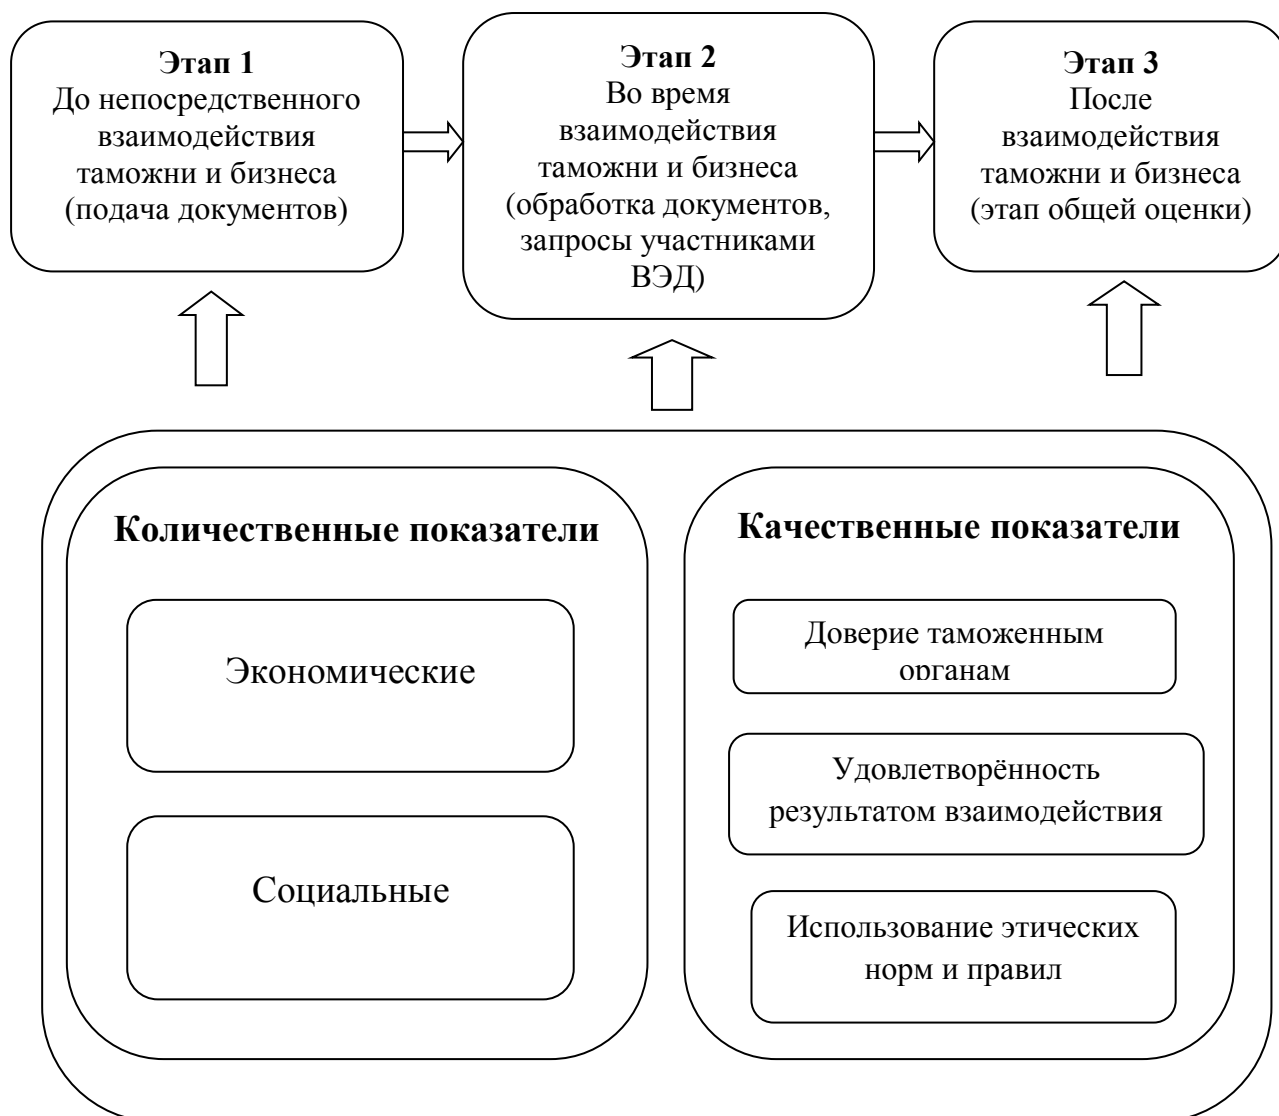 Этап 1
До непосредственного
взаимодействия
таможни и бизнеса
(подача документов)
Этап 2
Во время
взаимодействия
таможни и бизнеса
(обработка документов,
запросы участниками
ВЭД)
Этап 3
После
взаимодействия
таможни и бизнеса
(этап общей оценки)
Количественные показатели
Экономические
Социальные
Качественные показатели
Доверие таможенным
органам
Удовлетворённость
результатом взаимодействия
Использование этических
норм и правил